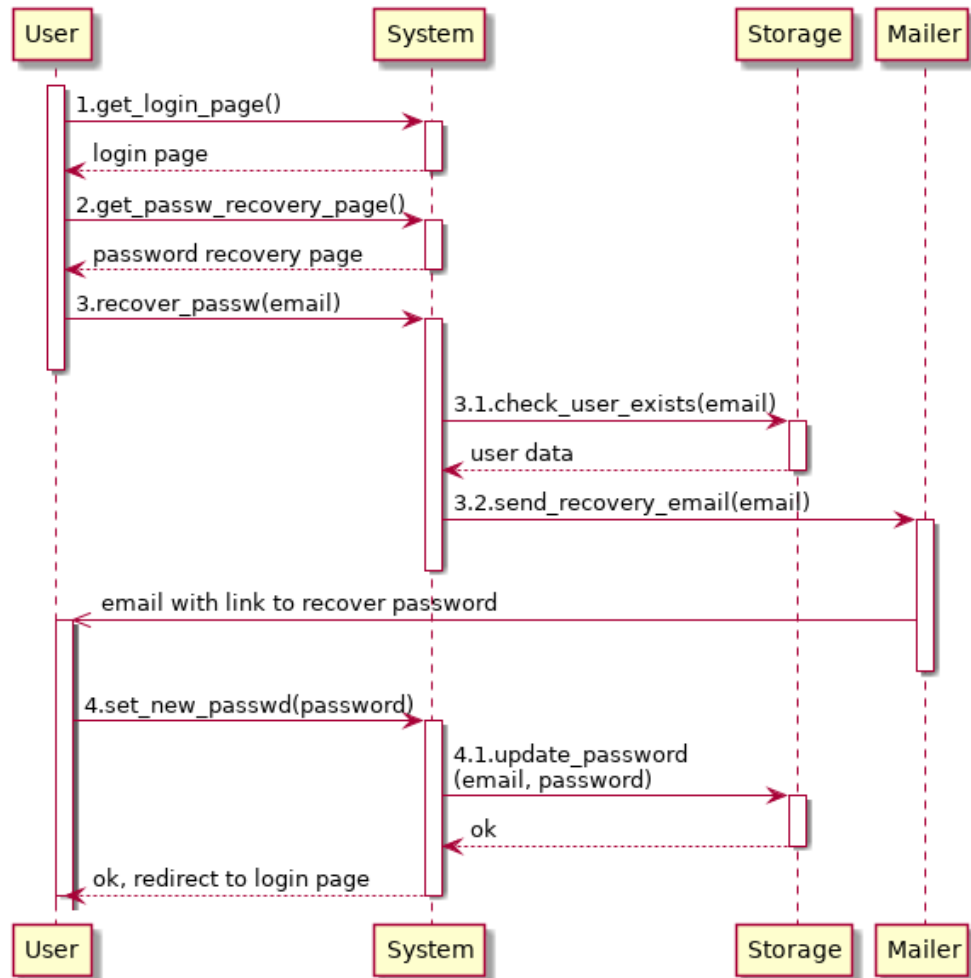 User System Storage Mailer
1.get_login_page()
login page
2.get_passw_recovery_page()
password recovery page
3.recover_passw(email)
3.1.check_user_exists(email)
user data
3.2.send_recovery_email(email)
email with link to recover password
4.set_new_passwd(password)
4.1.update_password
(email, password)
ok
ok, redirect to login page
User System Storage Mailer